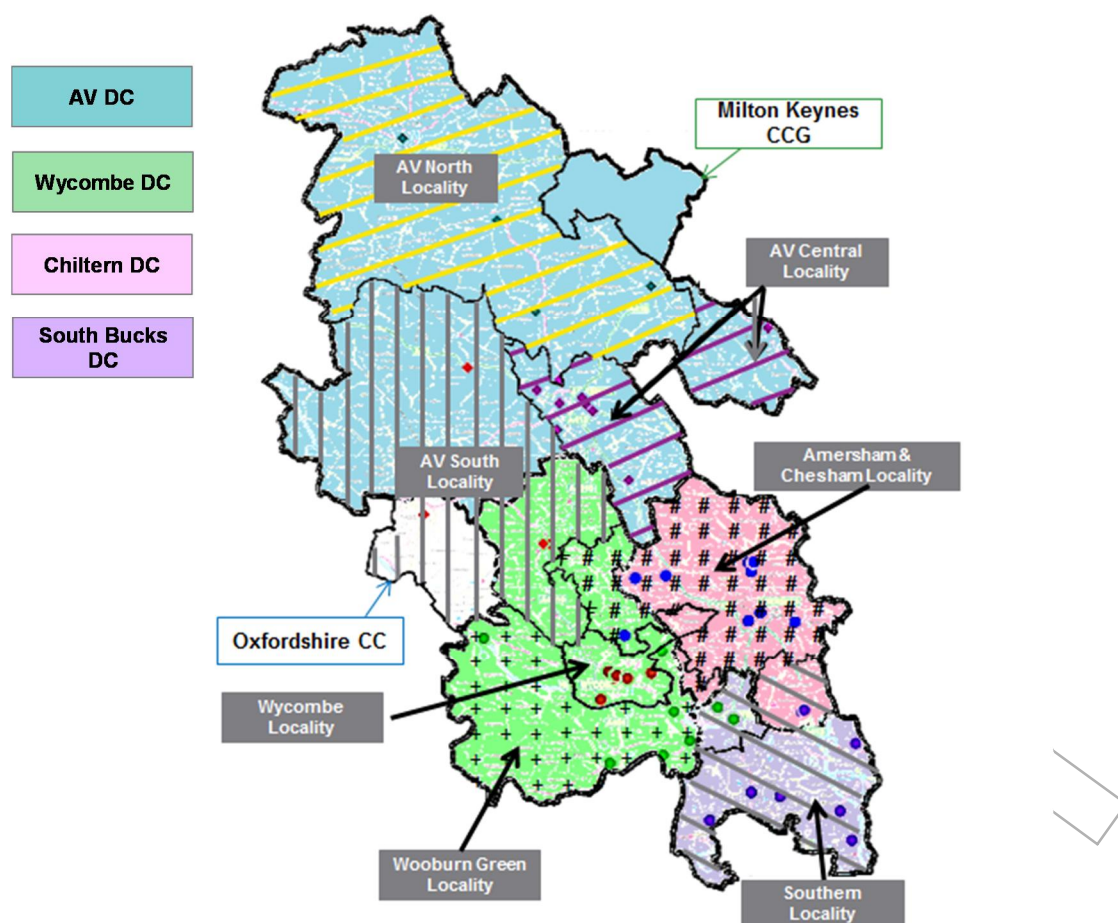 AV DC
Wycombe DC
Chiltern DC
South Bucks
DC
Milton Keynes
CCG
AV North
Locality
AV Central
Locality
AV South
Locality
Amersham &
Chesham Locality
Oxfordshire CC
Wycombe
Locality
Wooburn Green
Locality
Southern
Locality